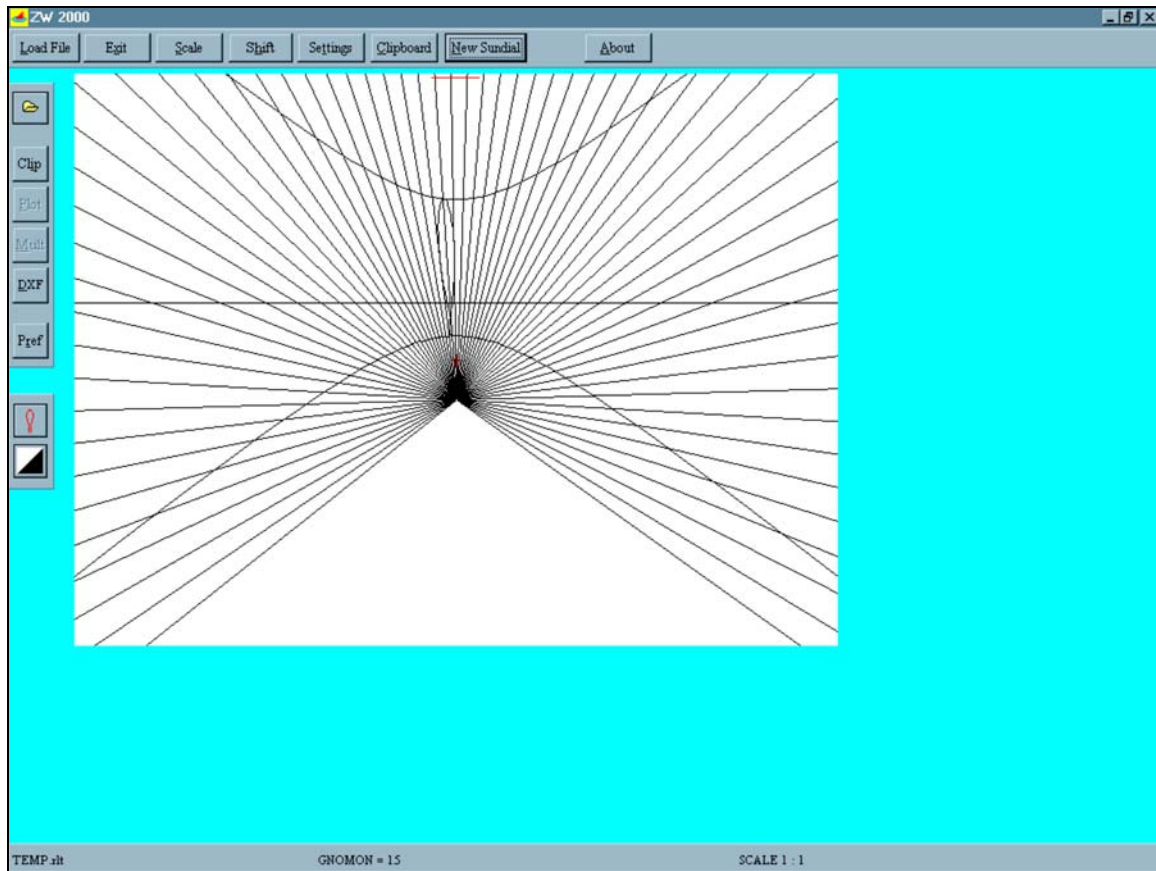 ZW 2000
Load File Exit Scale Shift Settings Clipboard New Sundial About
Clip
Plot
Mult
DXF
Pref
TEMP.rlt GNOMON = 15 SCALE 1 : 1